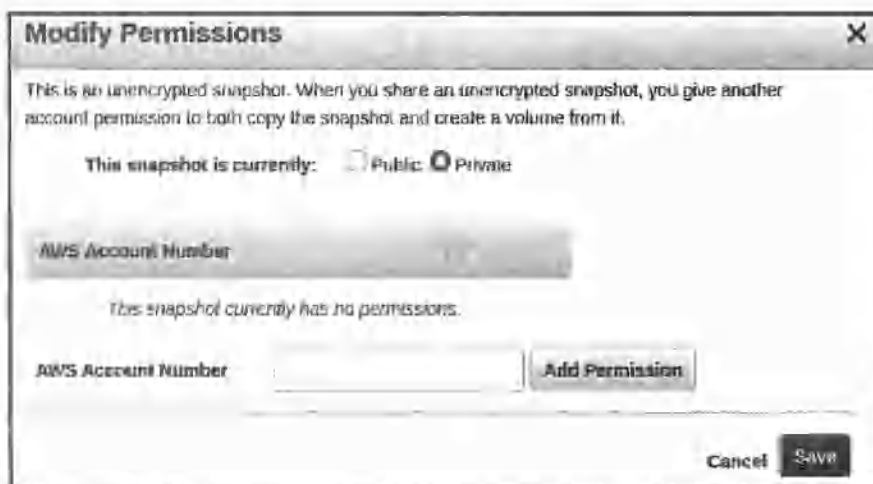 Modify Permissions
This is an unencrypted snapshot. When you share an unencrypted snapshot, you give another
account permission to both copy the snapshot and create a volume from it.
This snapshot is currently: Public Private
AWS Account Number
This snapshot currently has no permissions.
AWS Account Number Add Permission
Cancel Save